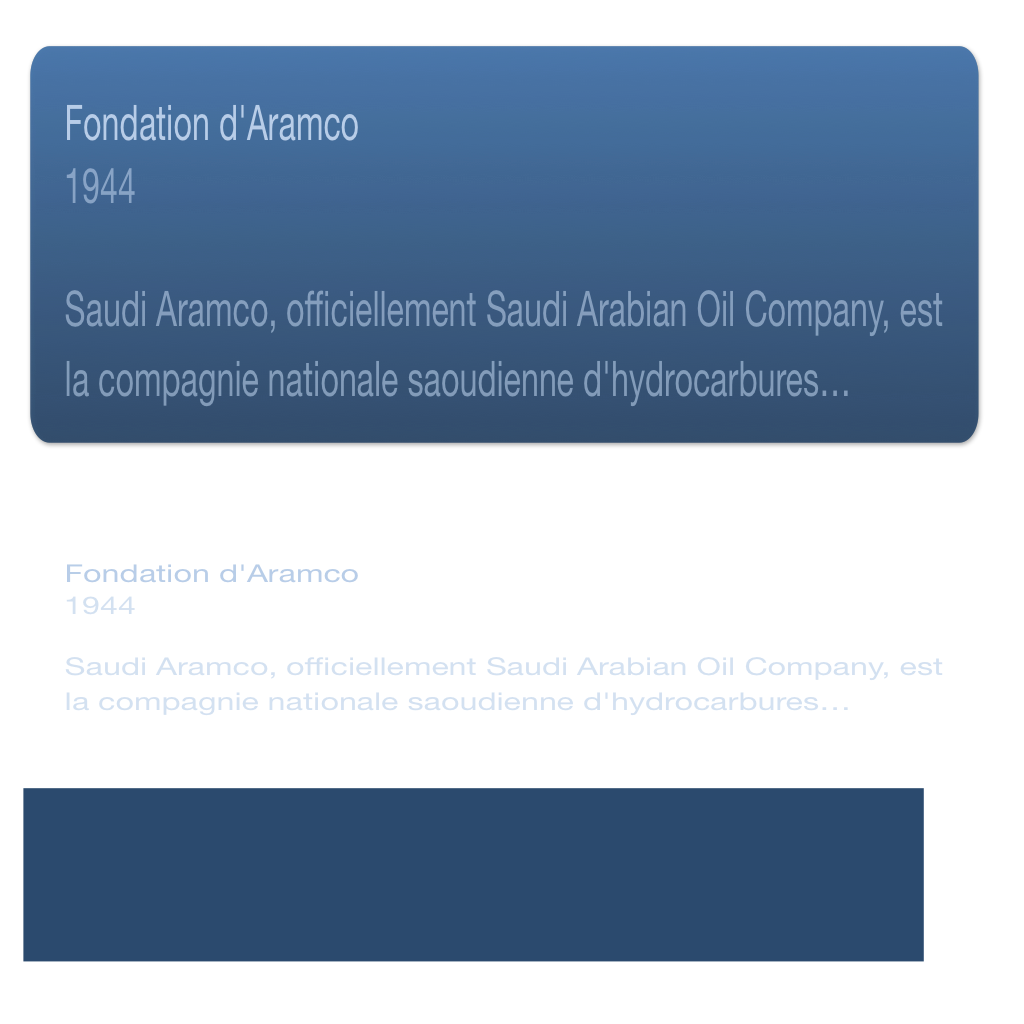 Fondation d'Aramco
1944
Saudi Aramco, officiellement Saudi Arabian Oil Company, est
la compagnie nationale saoudienne d'hydrocarbures…
Fondation d'Aramco
1944
Saudi Aramco, officiellement Saudi Arabian Oil Company, est
la compagnie nationale saoudienne d'hydrocarbures…